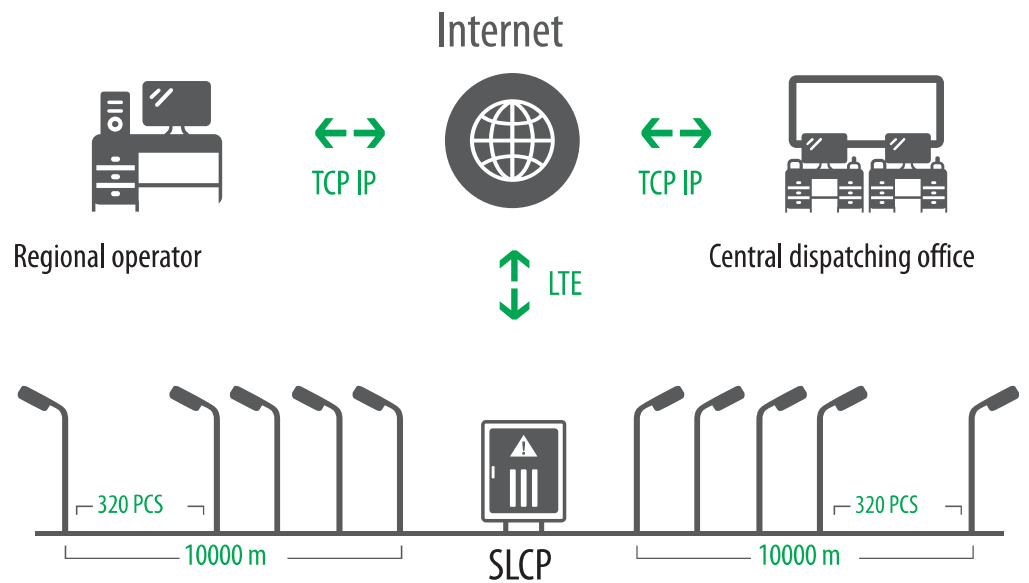 Internet
TCP IP
TCP IP
Regional operator
Central dispatching office
LTE
320 PCS
320 PCS
10000 m
10000 m
SLCP